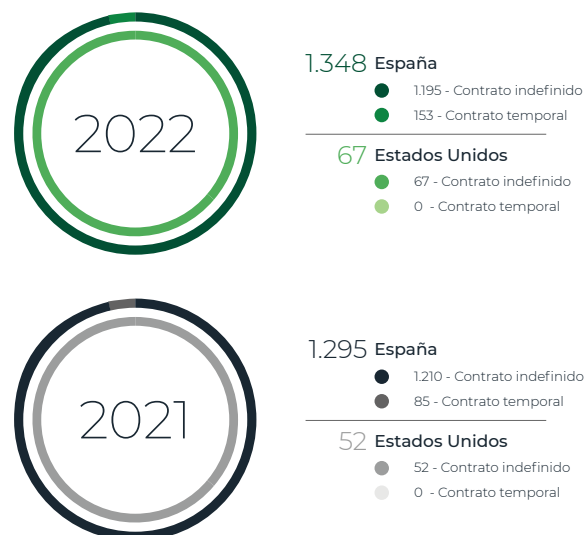 2022
1.348 España
1.195 - Contrato indefinido
153 - Contrato temporal
67 Estados Unidos
67 - Contrato indefinido
0 - Contrato temporal
2021
1.295 España
1.210 - Contrato indefinido
85 - Contrato temporal
52 Estados Unidos
52 - Contrato indefinido
0 - Contrato temporal